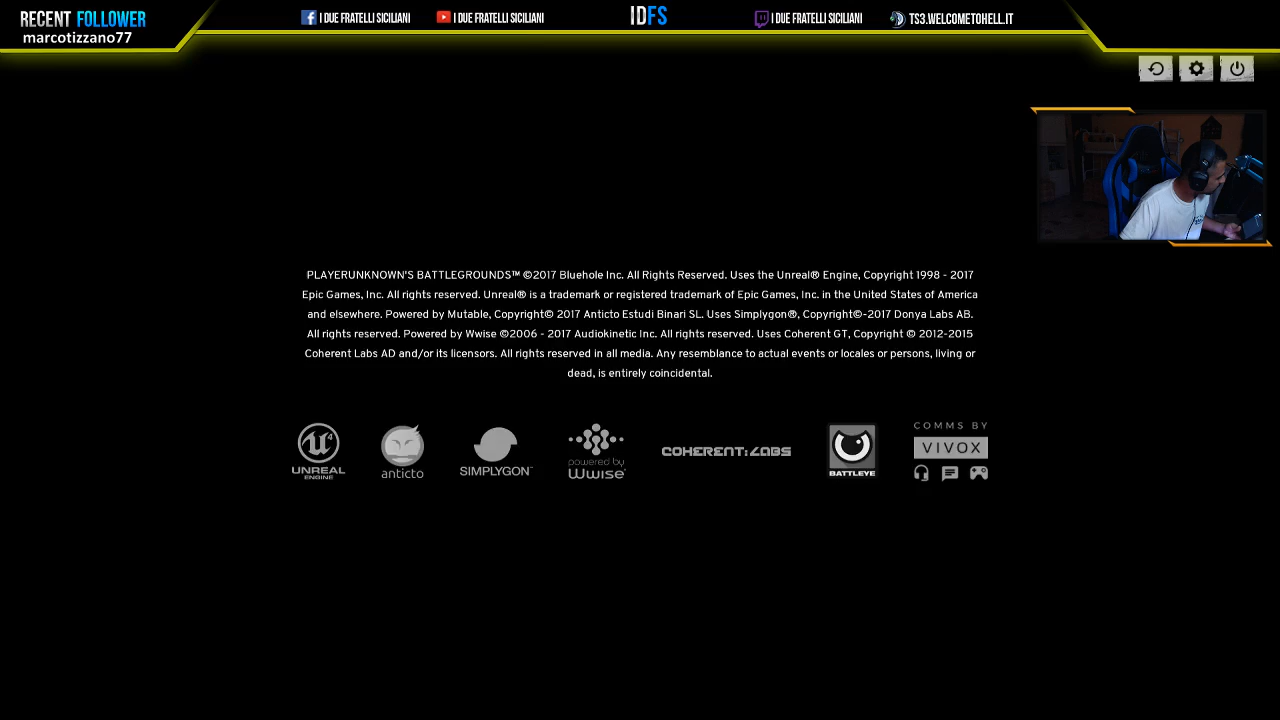 RECENT FOLLOWER
marcotizzano77
I DUE FRATELLI SICILIANI
I DUE FRATELLI SICILIANI
IDFS
I DUE FRATELLI SICILIANI
TS3.WELCOMETOHELL.IT
PLAYERUNKNOWN'S BATTLEGROUNDS™ ©2017 Bluehole Inc. All Rights Reserved. Uses the Unreal® Engine, Copyright 1998 - 2017
Epic Games, Inc. All rights reserved. Unreal® is a trademark or registered trademark of Epic Games, Inc. in the United States of America
and elsewhere. Powered by Mutable, Copyright© 2017 Anticto Estudi Binari SL. Uses Simplygon®, Copyright©-2017 Donya Labs AB.
All rights reserved. Powered by Wwise ©2006 - 2017 Audiokinetic Inc. All rights reserved. Uses Coherent GT, Copyright © 2012-2015
Coherent Labs AD and/or its licensors. All rights reserved in all media. Any resemblance to actual events or locales or persons, living or
dead, is entirely coincidental.
UNREAL
ENGINE
anticto
SIMPLYGON™
powered by
Wwise
COHERENT:LABS
BATTLEYE
COMMS BY
VIVOX